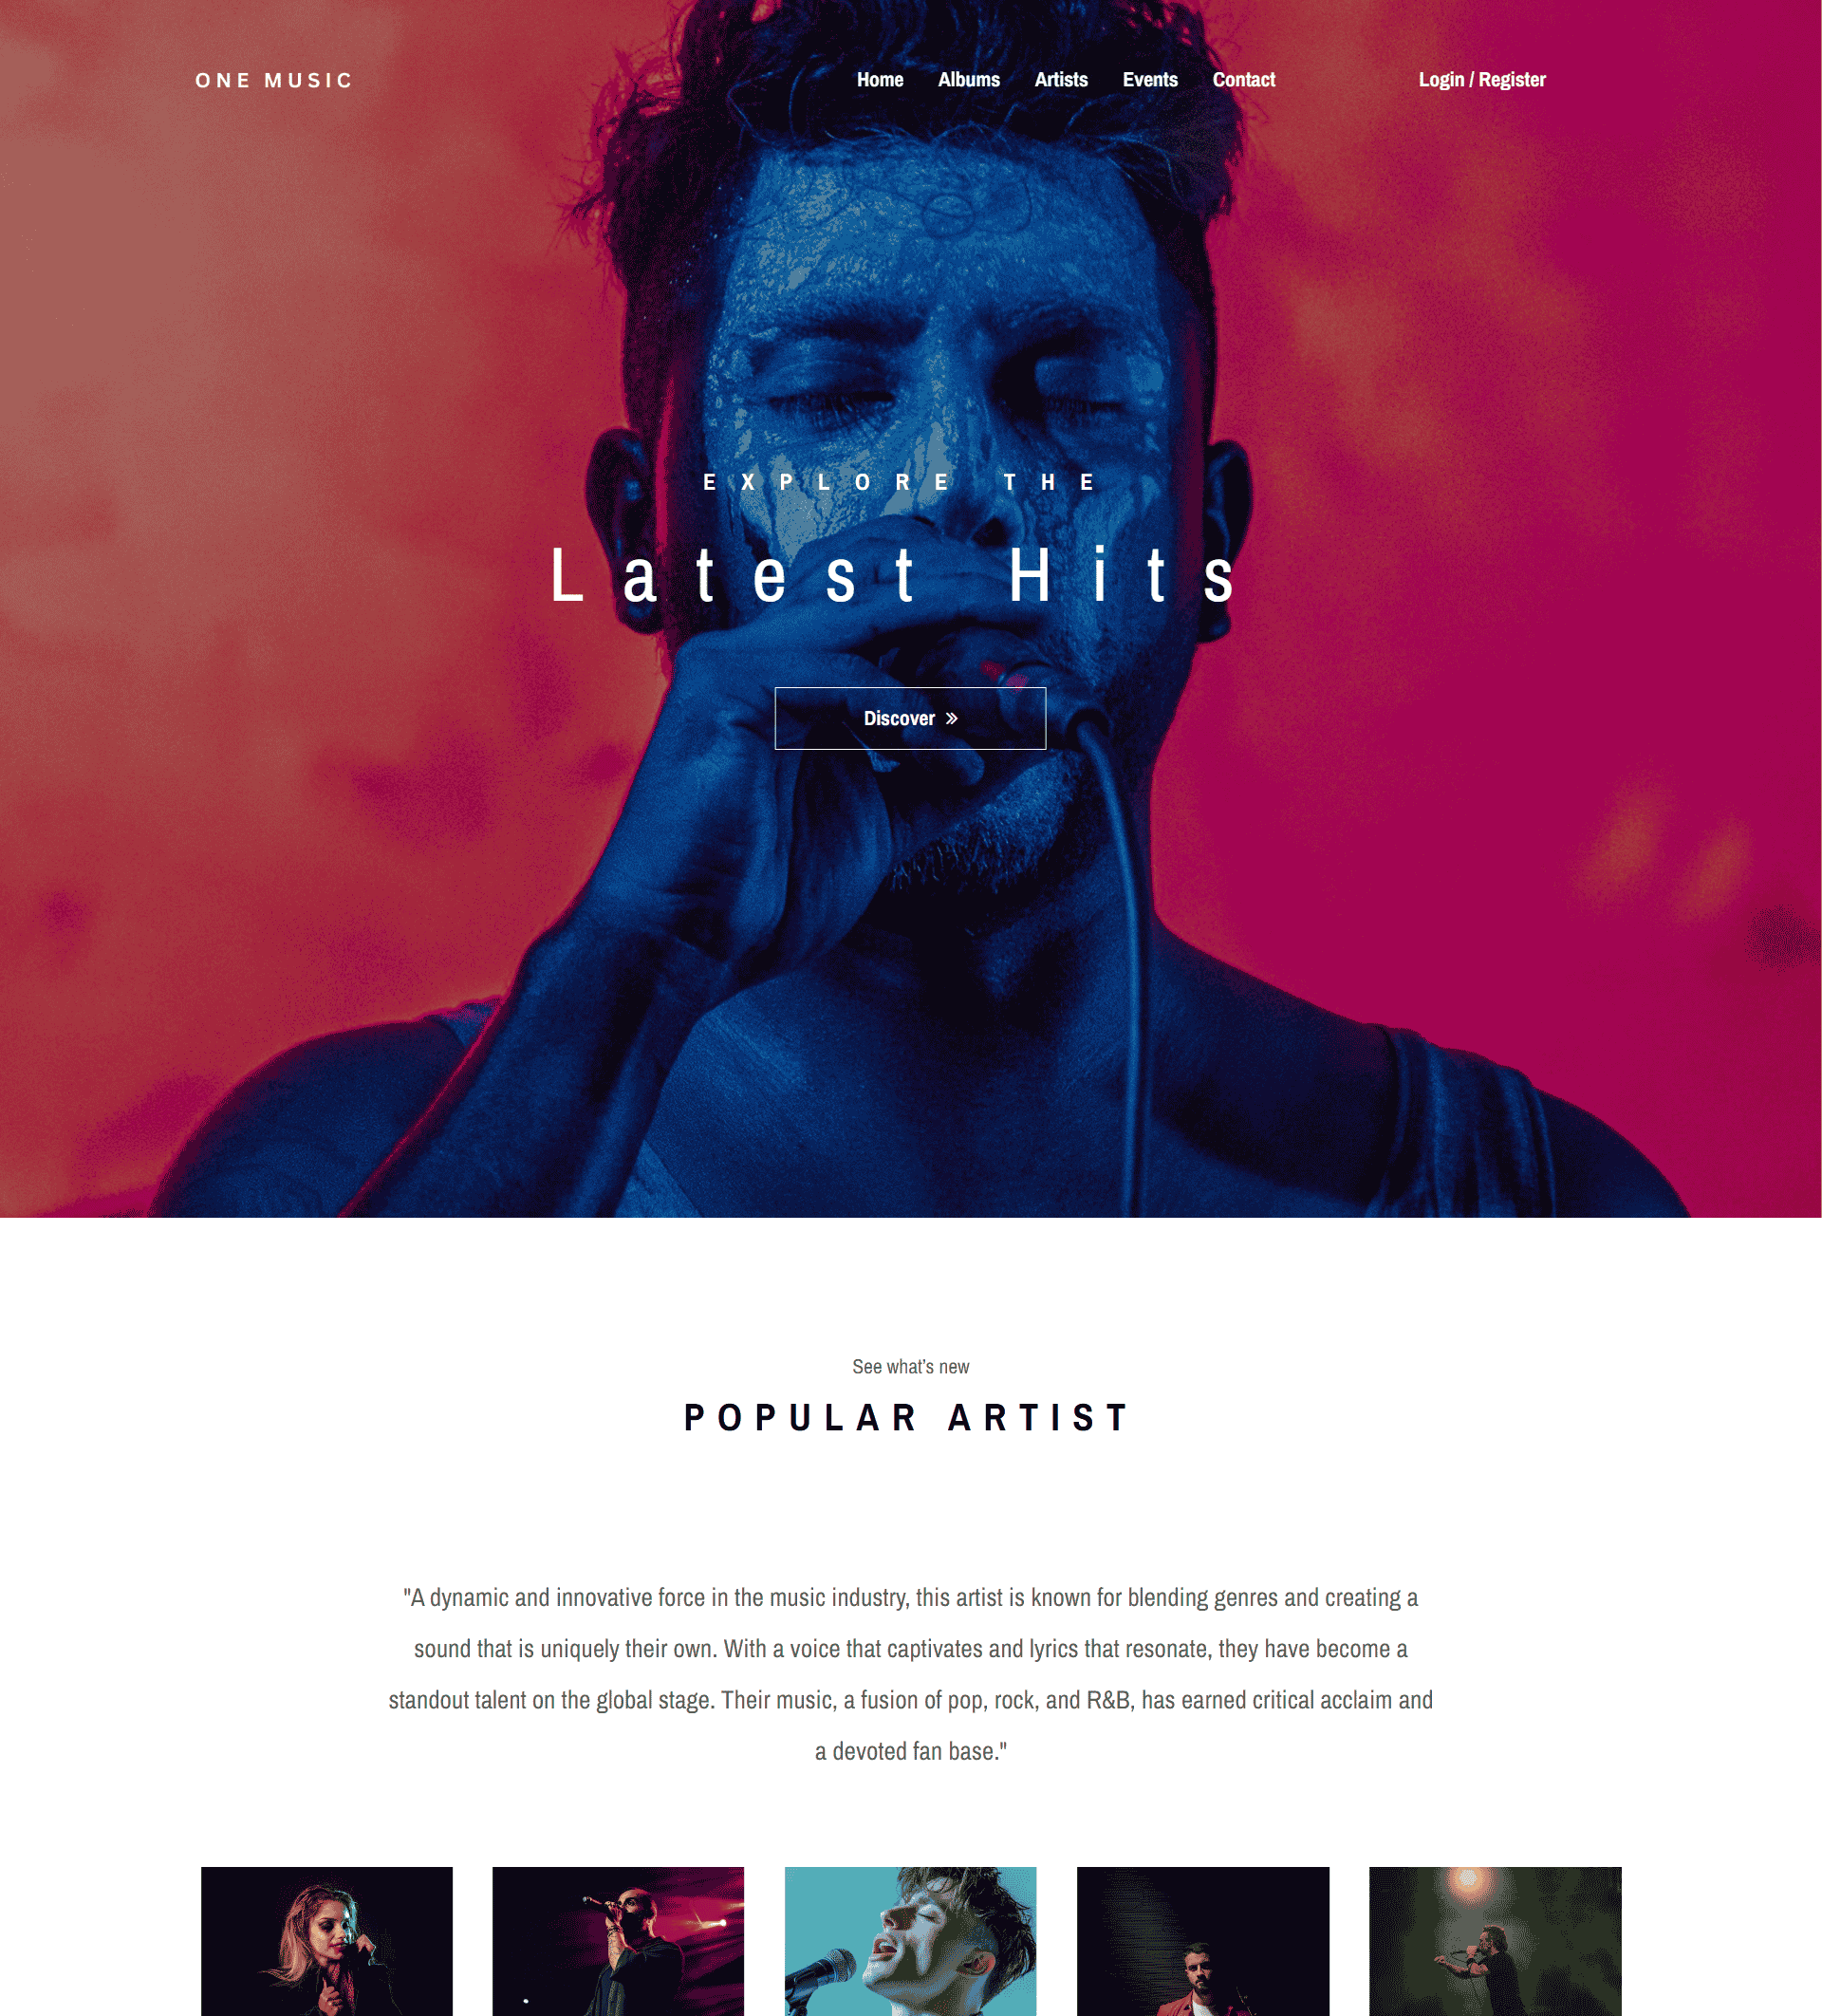 ONE MUSIC
Home Albums Artists Events Contact Login / Register
EXPLORE THE
Latest Hits
Discover »
See what's new
POPULAR ARTIST
"A dynamic and innovative force in the music industry, this artist is known for blending genres and creating a
sound that is uniquely their own. With a voice that captivates and lyrics that resonate, they have become a
standout talent on the global stage. Their music, a fusion of pop, rock, and R&B, has earned critical acclaim and
a devoted fan base."